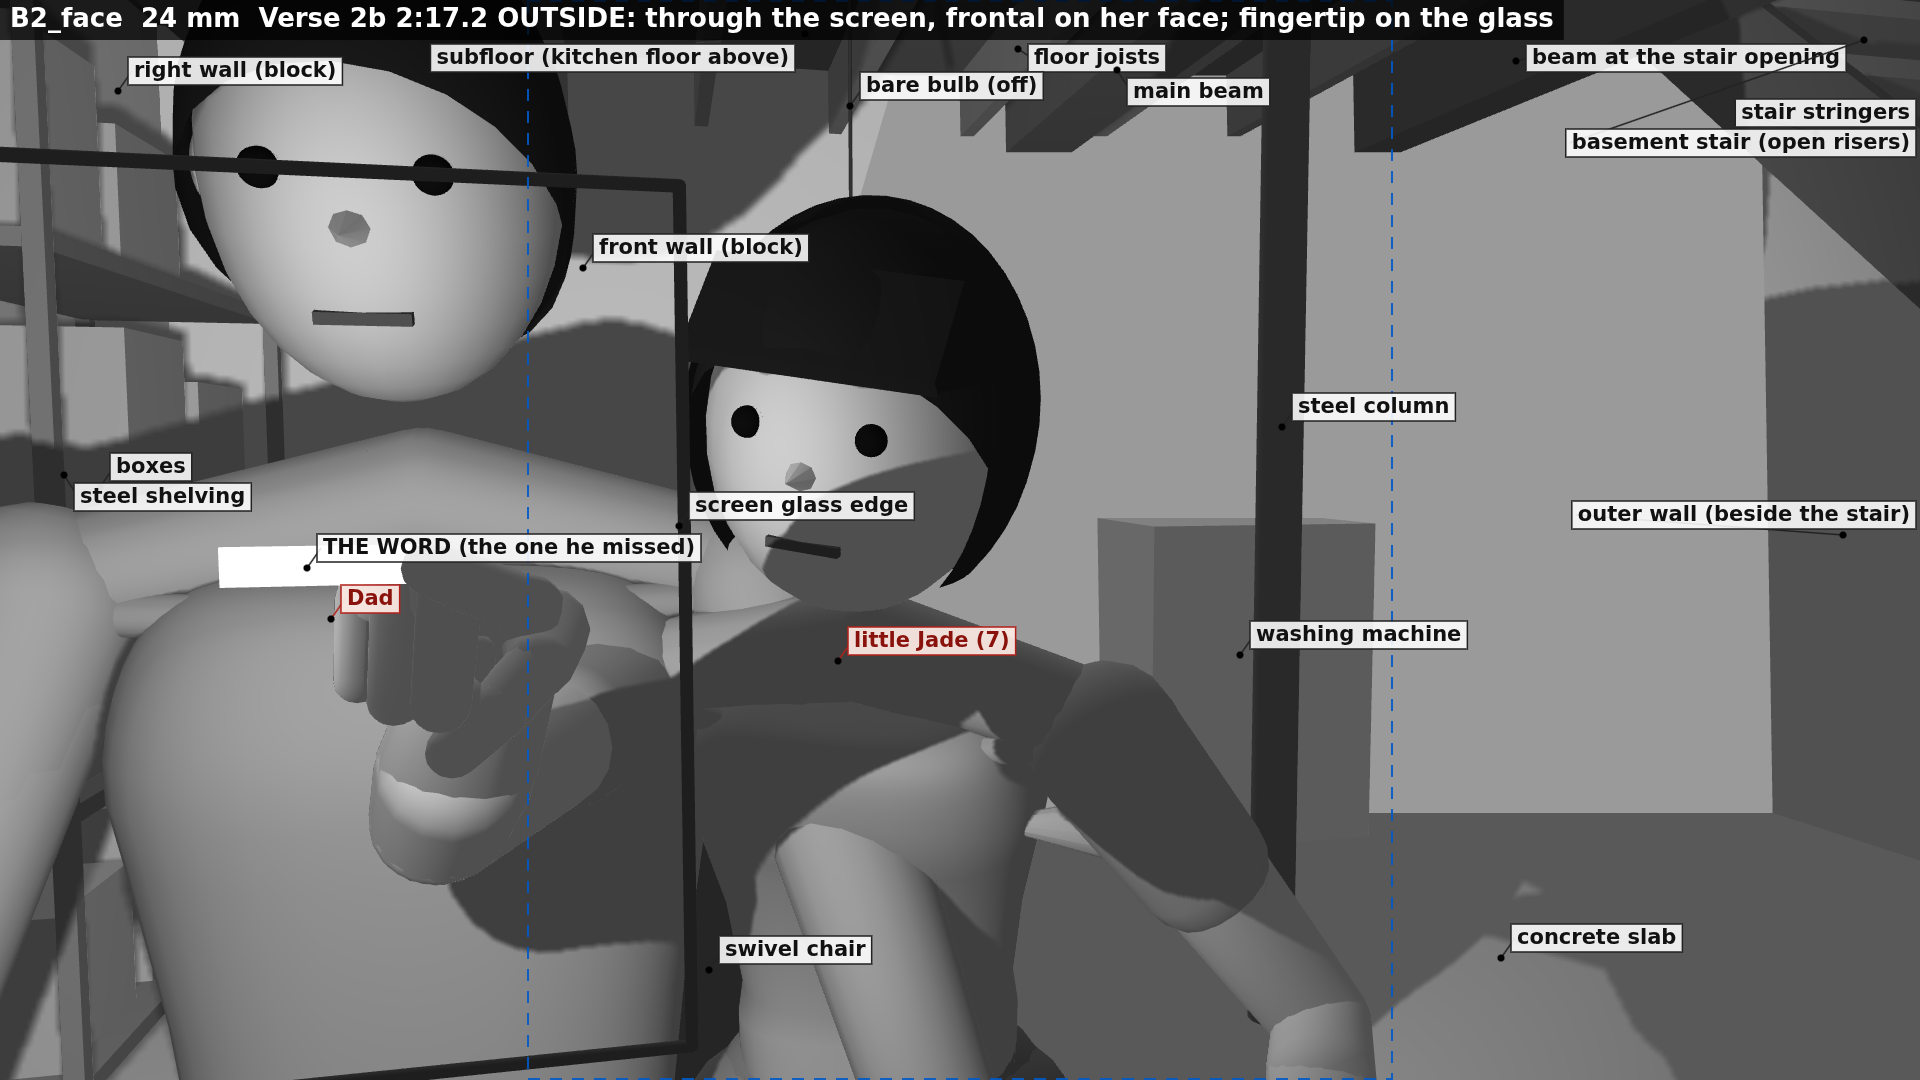 B2_face 24 mm Verse 2b 2:17.2 OUTSIDE: through the screen, frontal on her face; fingertip on the glass
right wall (block)
subfloor (kitchen floor above)
floor joists
beam at the stair opening
bare bulb (off)
main beam
stair stringers
basement stair (open risers)
front wall (block)
steel column
boxes
steel shelving
screen glass edge
outer wall (beside the stair)
THE WORD (the one he missed)
Dad
little Jade (7)
washing machine
swivel chair
concrete slab